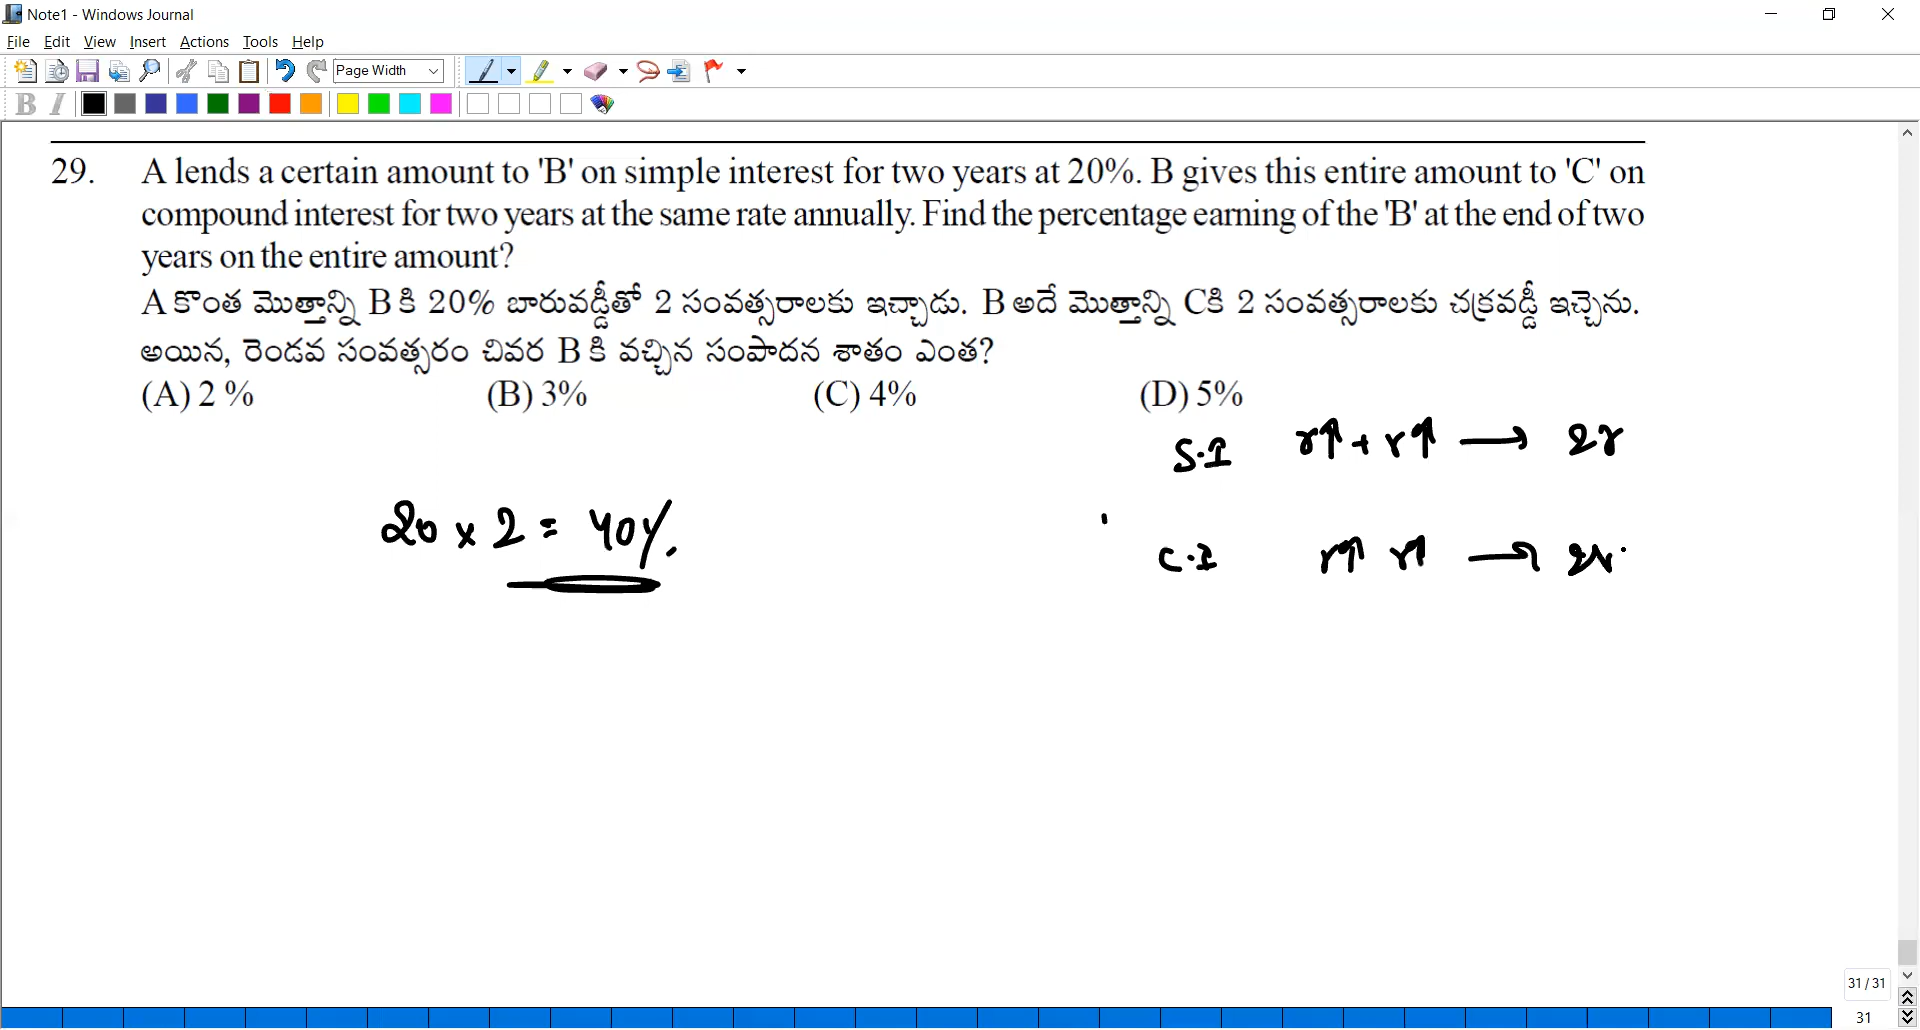 Note1 - Windows Journal
File Edit View Insert Actions Tools Help
Page Width
B I
29. A lends a certain amount to 'B' on simple interest for two years at 20%. B gives this entire amount to 'C' on
compound interest for two years at the same rate annually. Find the percentage earning of the 'B' at the end of two
years on the entire amount?
A కొంత మొత్తాన్ని B కి 20% బారువడ్డీతో 2 సంవత్సరాలకు ఇచ్చాడు. B అదే మొత్తాన్ని Cకి 2 సంవత్సరాలకు చక్రవడ్డీ ఇచ్చెను.
అయిన, రెండవ సంవత్సరం చివర B కి వచ్చిన సంపాదన శాతం ఎంత?
(A) 2 % (B) 3% (C) 4% (D) 5%
S.I r↑ + r↑ → 2r
20 x 2 = 40%.
C.I r↑ r↑ → 2r
31 / 31
31